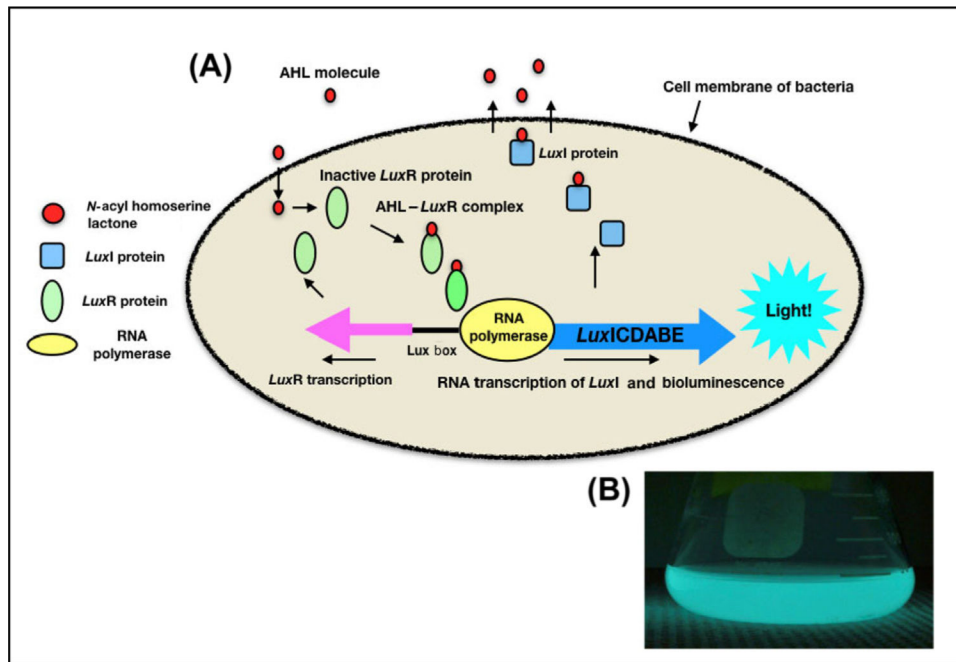 (A)
AHL molecule
Cell membrane of bacteria
LuxI protein
Inactive LuxR protein
AHL–LuxR complex
N-acyl homoserine
lactone
LuxI protein
LuxR protein
RNA
polymerase
RNA
polymerase
LuxICDABE
Light!
Lux box
LuxR transcription
RNA transcription of LuxI and bioluminescence
(B)